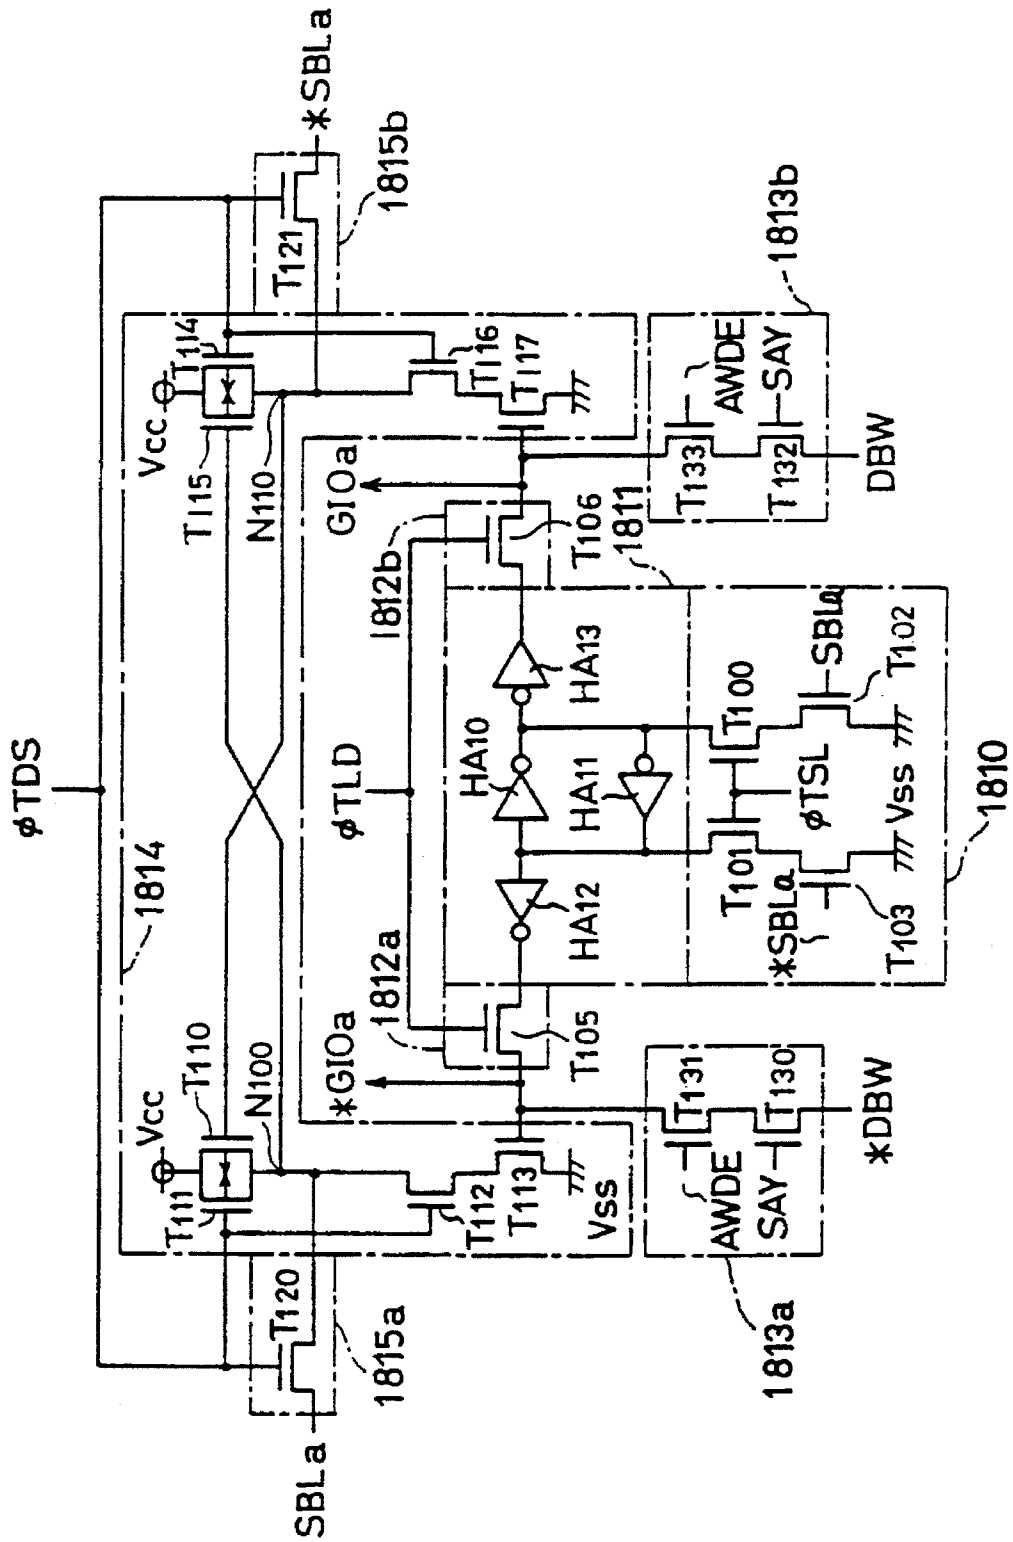 φTDS
1814
Vcc
T111
T110
N100
T112
T113
Vss
T120
SBLa
1815a
Vcc
T114
T115
N110
T116
T117
T121
*SBLa
1815b
*GIOa
1812a
φTLD
1812b
GIOa
T105
HA12
HA10
HA11
HA13
T106
1811
T101
T100
φTSL
*SBLa
T103
Vss
SBLa
T102
1810
AWDE
T131
SAY
T130
*DBW
1813a
T133
AWDE
T132
SAY
DBW
1813b